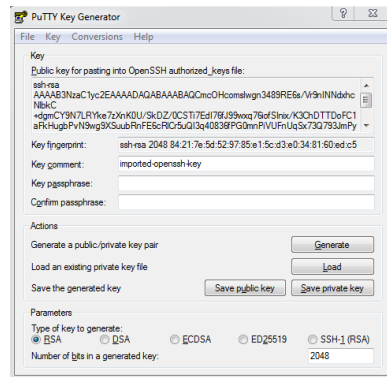 PuTTY Key Generator
File Key Conversions Help
Key
Public key for pasting into OpenSSH authorized_keys file:
ssh-rsa
+dgmCY9N7LRYke7zXnK0U/SkDZ/0CSTi7EdI76fJ99wxq76iofSInix/K3ChDTTDoFC1
Key fingerprint: ssh-rsa 2048 84:21:7e:5d:52:97:85:e1:5c:d3:e0:34:81:60:ed:c5
Key comment: imported-openssh-key
Key passphrase:
Confirm passphrase:
Actions
Generate a public/private key pair Generate
Load an existing private key file Load
Save the generated key Save public key Save private key
Parameters
Type of key to generate:
RSA DSA ECDSA ED25519 SSH-1 (RSA)
Number of bits in a generated key: 2048